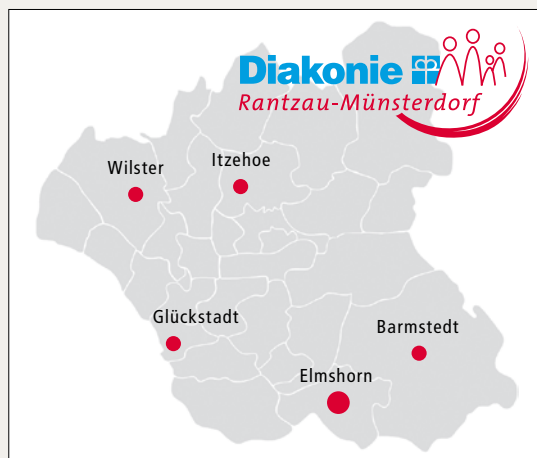 Diakonie
Rantzau-Münsterdorf
Itzehoe
Wilster
Glückstadt
Barmstedt
Elmshorn